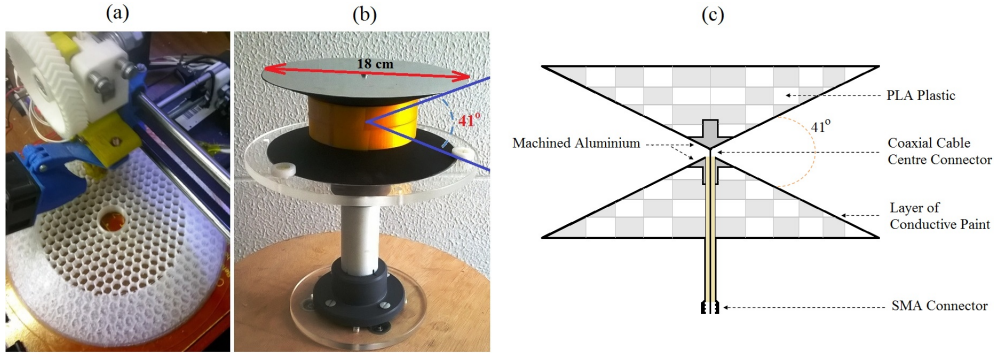 (a)
(b)
(c)
18 cm
41°
PLA Plastic
41°
Machined Aluminium
Coaxial Cable
Centre Connector
Layer of
Conductive Paint
SMA Connector